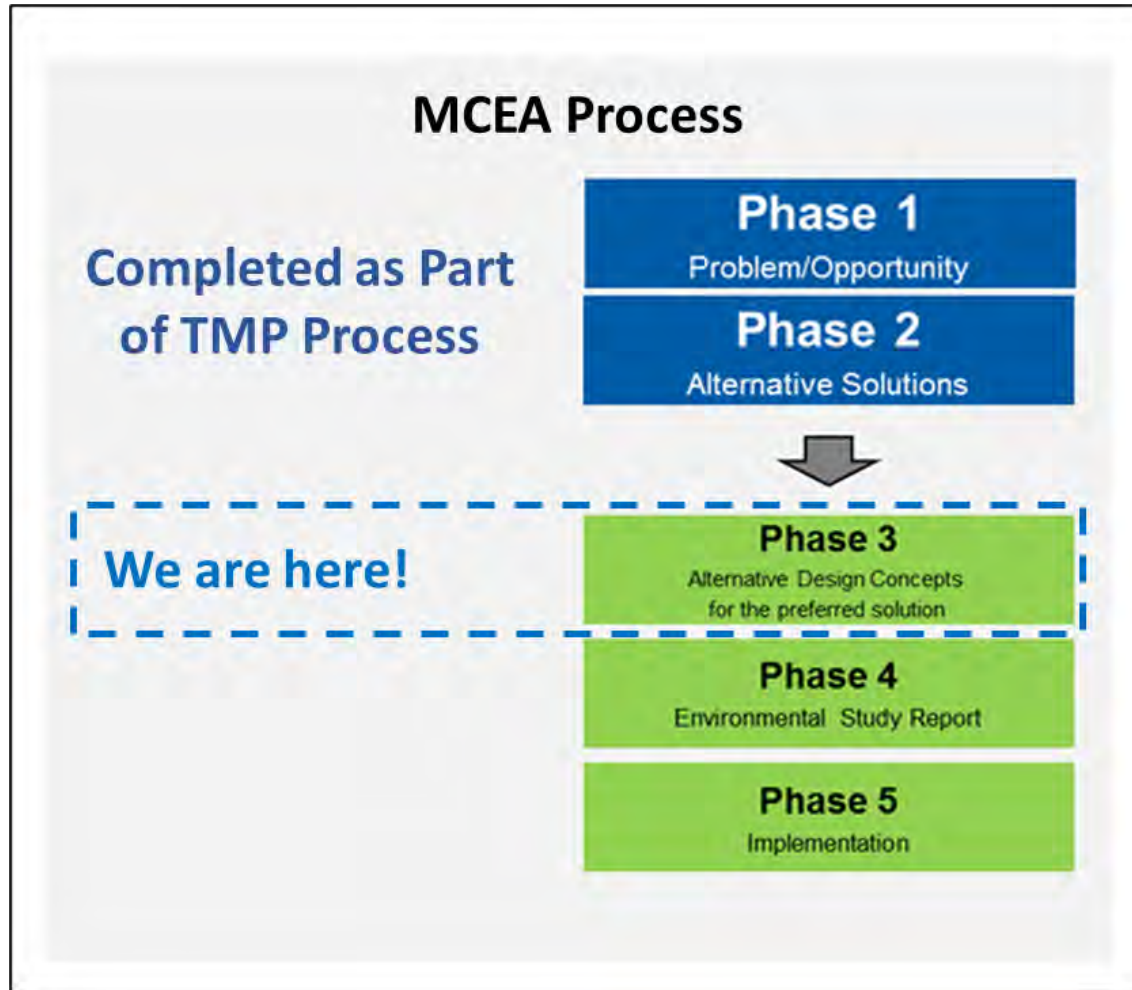 MCEA Process
Completed as Part
of TMP Process
Phase 1
Problem/Opportunity
Phase 2
Alternative Solutions
We are here!
Phase 3
Alternative Design Concepts
for the preferred solution
Phase 4
Environmental Study Report
Phase 5
Implementation